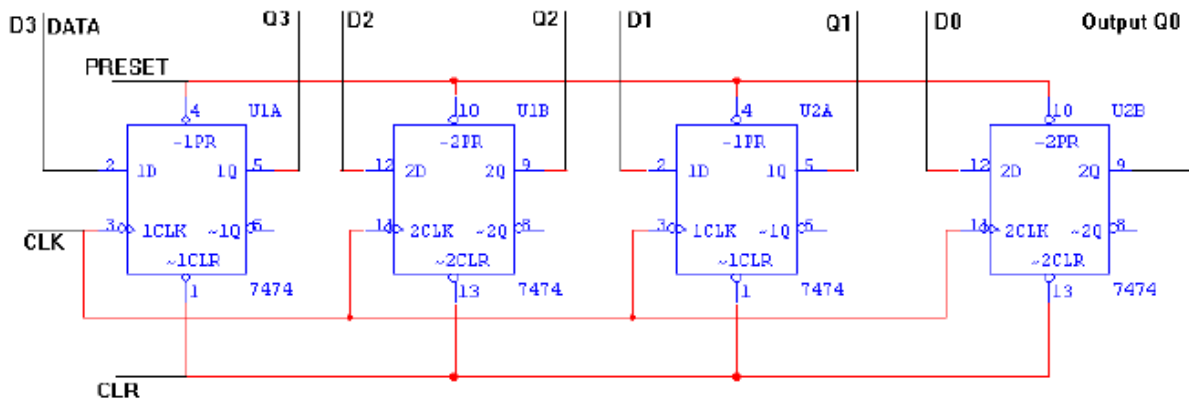 D3 DATA Q3 D2 Q2 D1 Q1 D0 Output Q0
PRESET
4 U1A 10 U1B 4 U2A 10 U2B
~1PR ~2PR ~1PR ~2PR
2 1D 1Q 5 12 2D 2Q 9 2 1D 1Q 5 12 2D 2Q 9
3 1CLK ~1Q 6 14 2CLK ~2Q 8 3 1CLK ~1Q 6 14 2CLK ~2Q 8
CLK
~1CLR ~2CLR ~1CLR ~2CLR
1 7474 13 7474 1 7474 13 7474
CLR